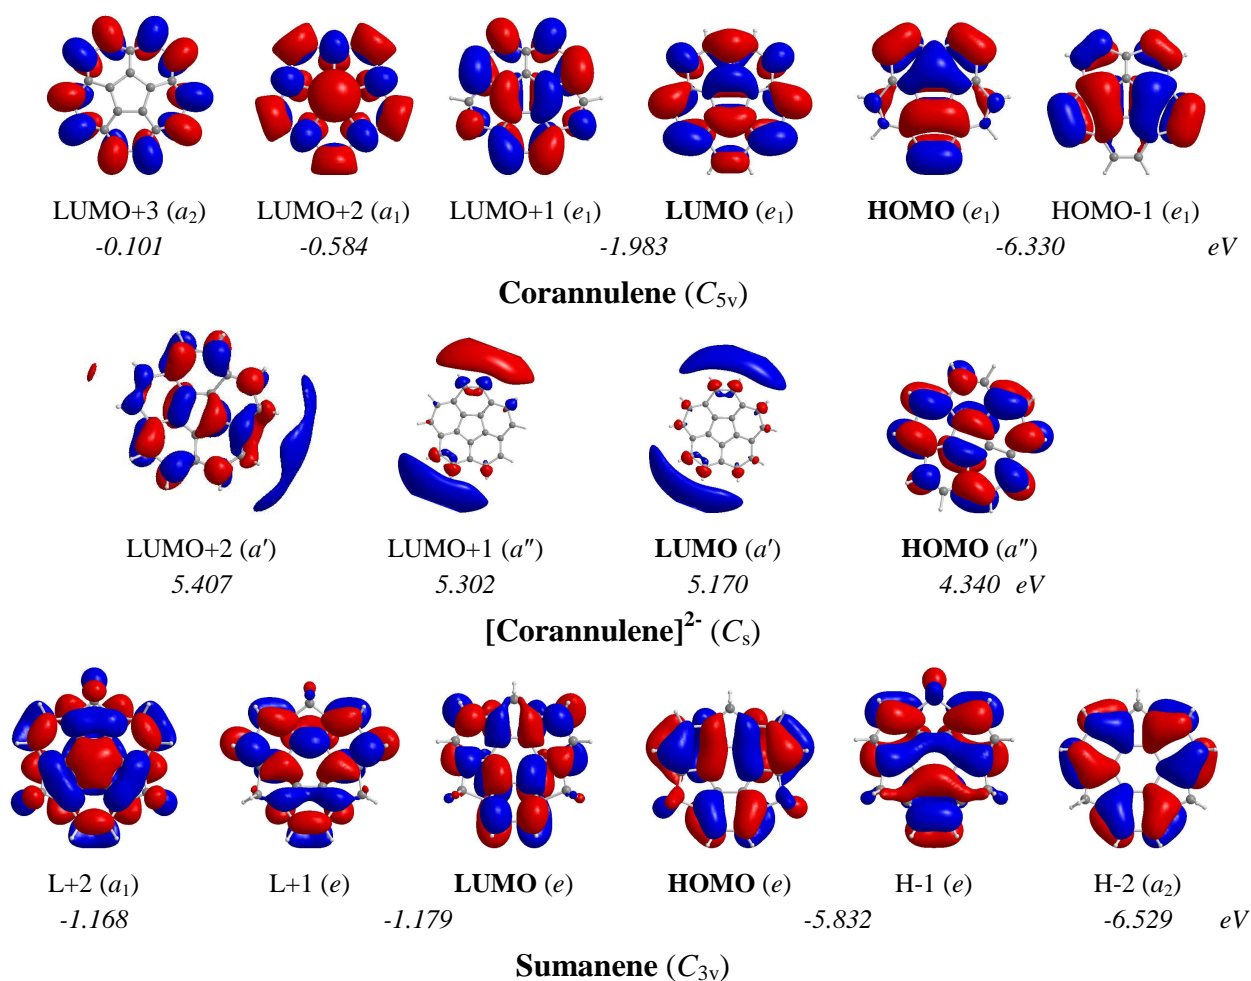 LUMO+3 (a₂) LUMO+2 (a₁) LUMO+1 (e₁) LUMO (e₁) HOMO (e₁) HOMO-1 (e₁)
-0.101 -0.584 -1.983 -6.330 eV
Corannulene (C₅ᵥ)
LUMO+2 (a′) LUMO+1 (a″) LUMO (a′) HOMO (a″)
5.407 5.302 5.170 4.340 eV
[Corannulene]²⁻ (Cₛ)
L+2 (a₁) L+1 (e) LUMO (e) HOMO (e) H-1 (e) H-2 (a₂)
-1.168 -1.179 -5.832 -6.529 eV
Sumanene (C₃ᵥ)